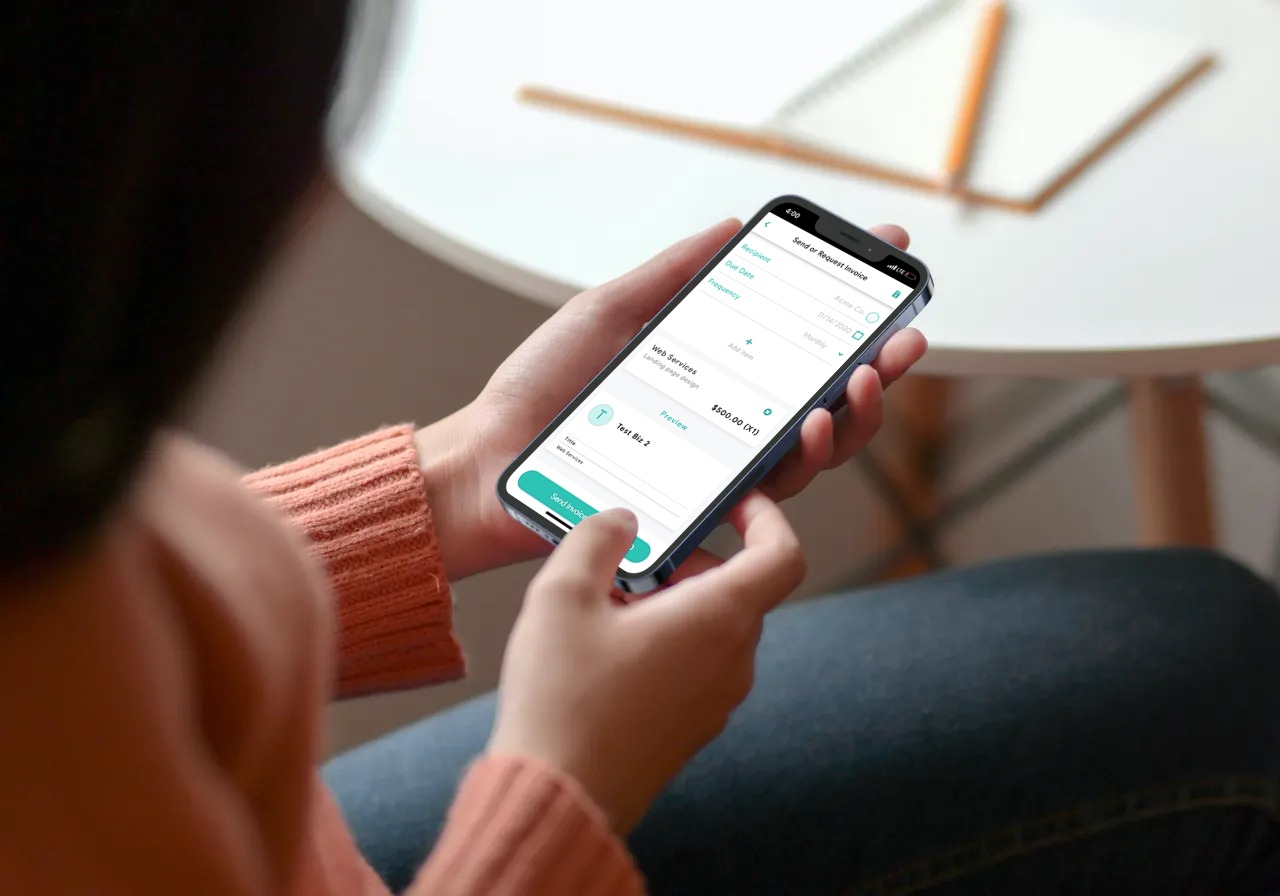 4:00
LTE
Send or Request Invoice
Recipient
Acme Co.
Due Date
11/14/2020
Frequency
Monthly
Add item
Web Services
Landing page design
$500.00 (X1)
Preview
T
Test Biz 2
Title
Web Services
Send Invoice